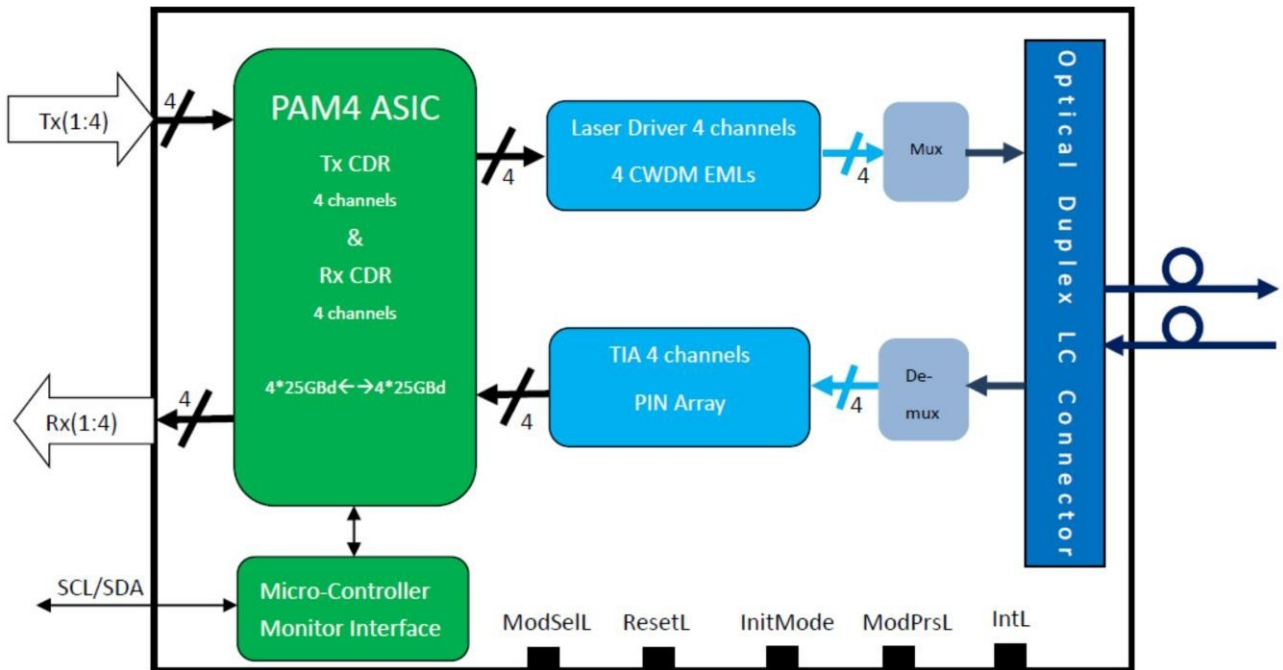 Tx(1:4)
4
PAM4 ASIC
Tx CDR
4 channels
&
Rx CDR
4 channels
4*25GBd←→4*25GBd
4
Laser Driver 4 channels
4 CWDM EMLs
4
Mux
Optical Duplex LC Connector
Rx(1:4)
4
4
TIA 4 channels
PIN Array
4
De-
mux
SCL/SDA
Micro-Controller
Monitor Interface
ModSelL
ResetL
InitMode
ModPrsL
IntL